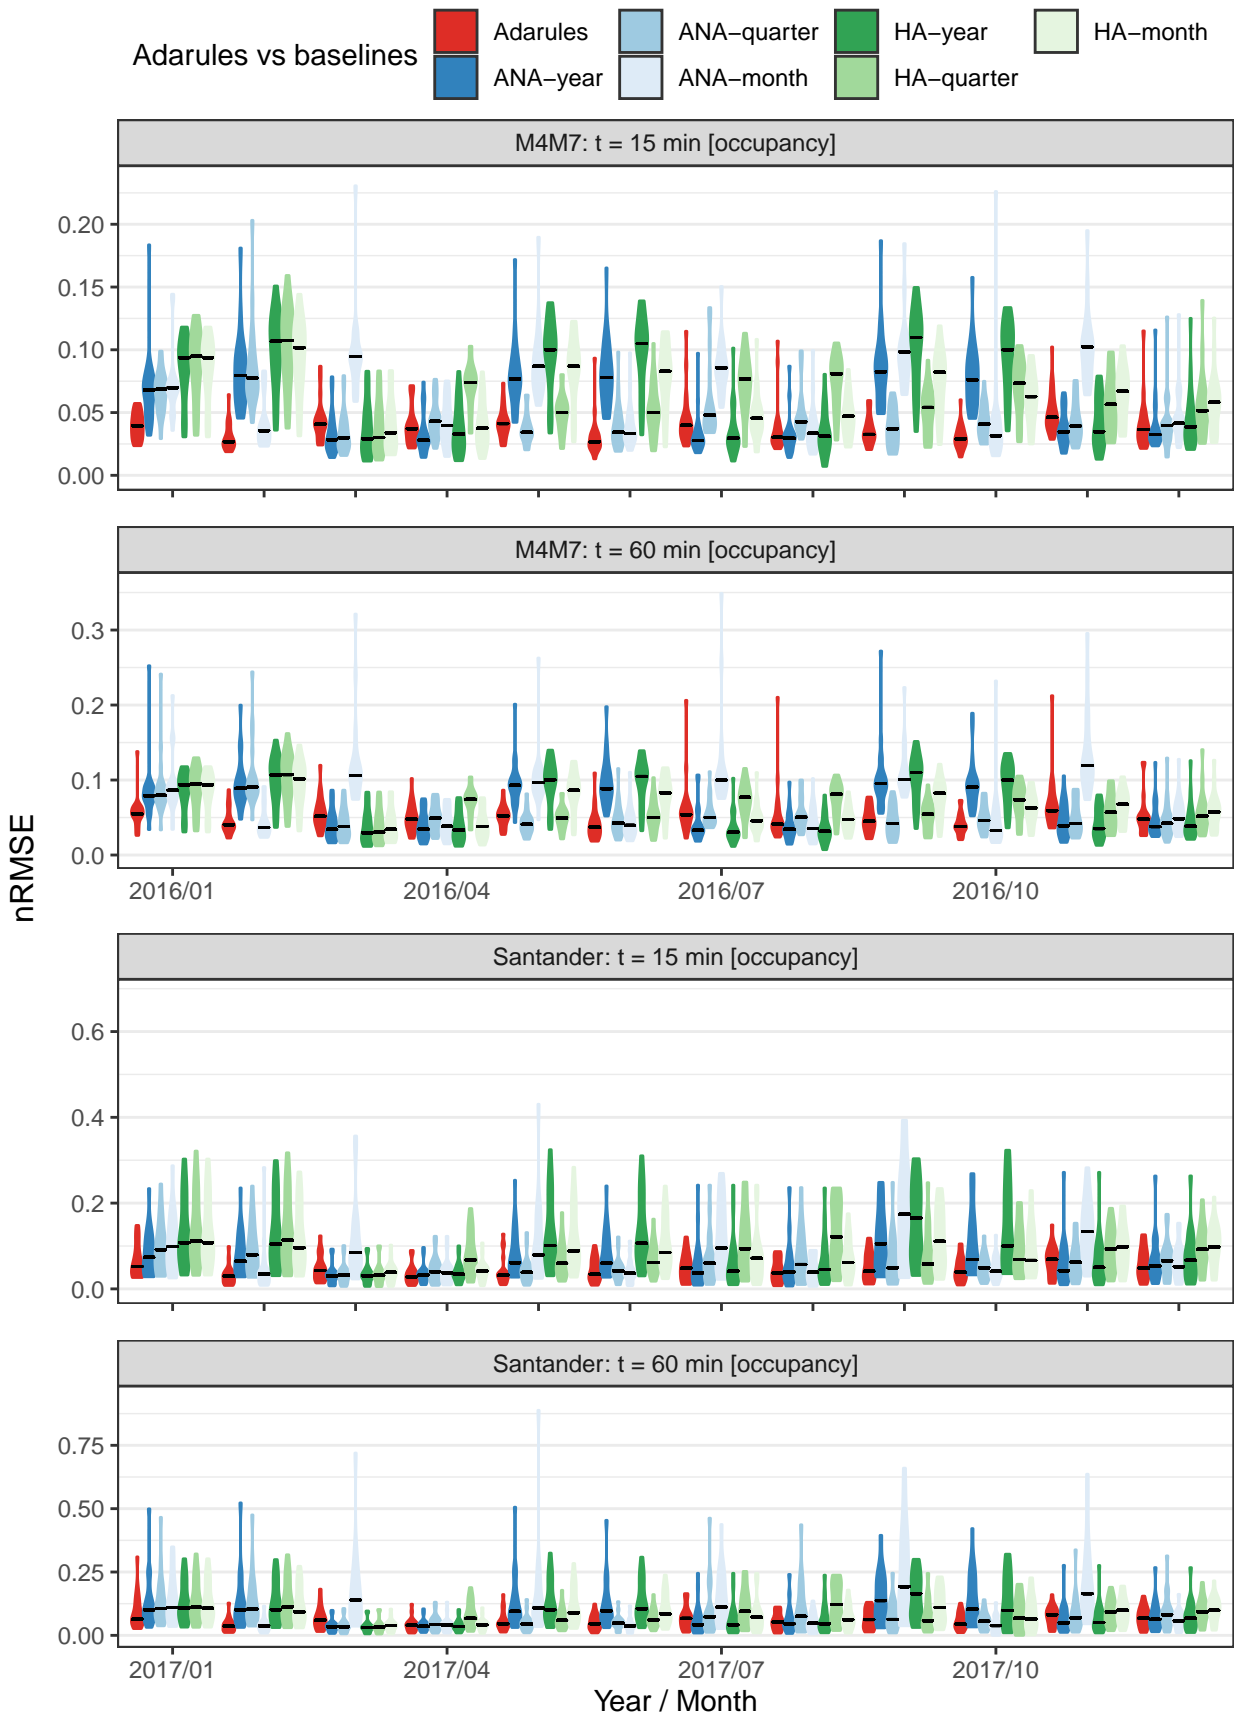 Adarules vs baselines
Adarules ANA−quarter HA−year HA−month
ANA−year ANA−month HA−quarter
M4M7: t = 15 min [occupancy]
0.20
0.15
0.10
0.05
0.00
M4M7: t = 60 min [occupancy]
0.3
0.2
0.1
0.0
2016/01 2016/04 2016/07 2016/10
nRMSE
Santander: t = 15 min [occupancy]
0.6
0.4
0.2
0.0
Santander: t = 60 min [occupancy]
0.75
0.50
0.25
0.00
2017/01 2017/04 2017/07 2017/10
Year / Month